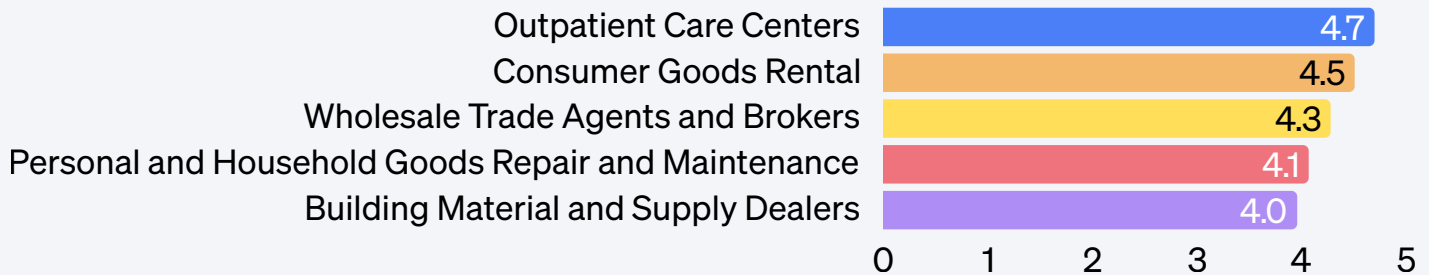 Outpatient Care Centers 4.7
Consumer Goods Rental 4.5
Wholesale Trade Agents and Brokers 4.3
Personal and Household Goods Repair and Maintenance 4.1
Building Material and Supply Dealers 4.0
0 1 2 3 4 5